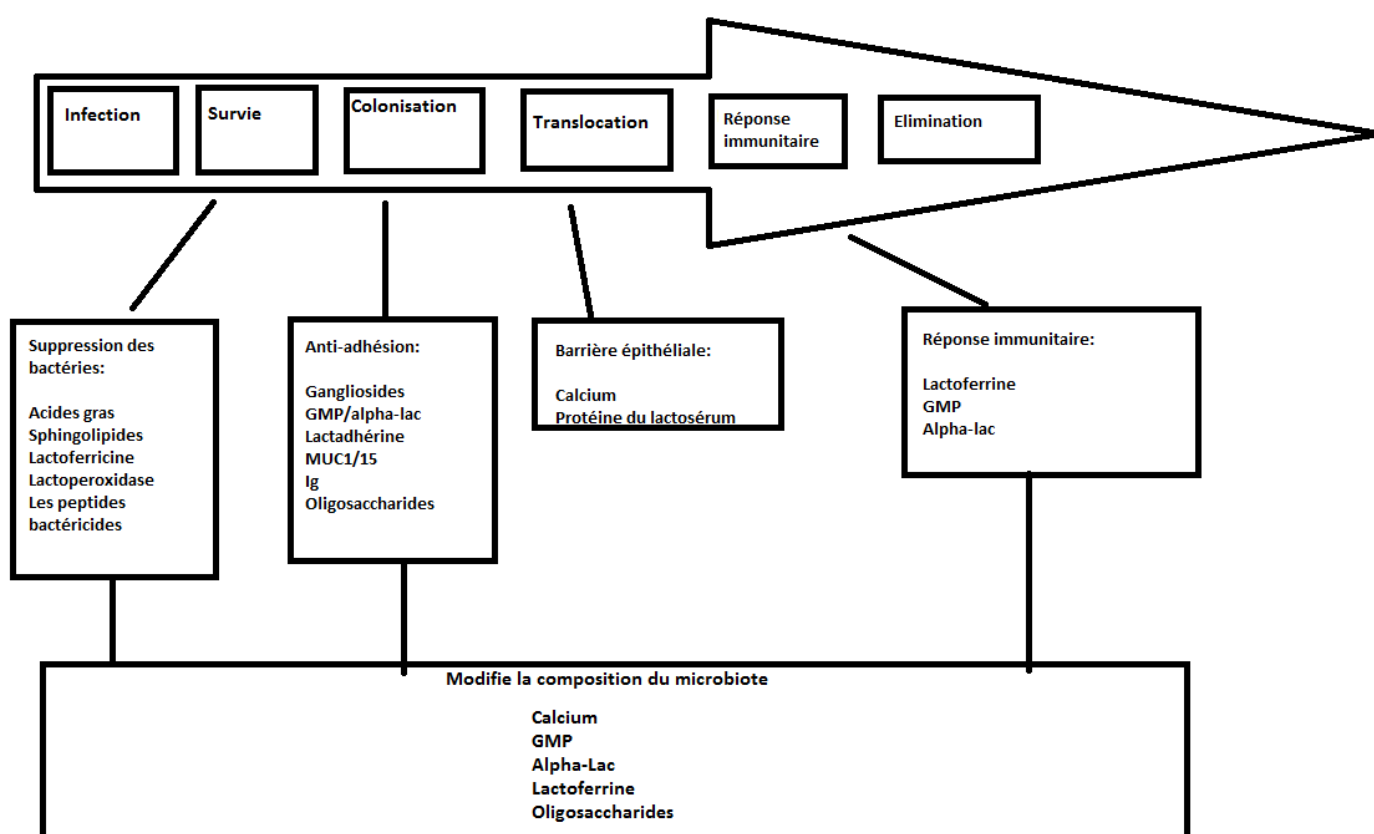 Infection
Survie
Colonisation
Translocation
Réponse
immunitaire
Elimination
Suppression des
bactéries:
Acides gras
Sphingolipides
Lactoferricine
Lactoperoxidase
Les peptides
bactéricides
Anti-adhésion:
Gangliosides
GMP/alpha-lac
Lactadhérine
MUC1/15
Ig
Oligosaccharides
Barrière épithéliale:
Calcium
Protéine du lactosérum
Réponse immunitaire:
Lactoferrine
GMP
Alpha-lac
Modifie la composition du microbiote
Calcium
GMP
Alpha-Lac
Lactoferrine
Oligosaccharides